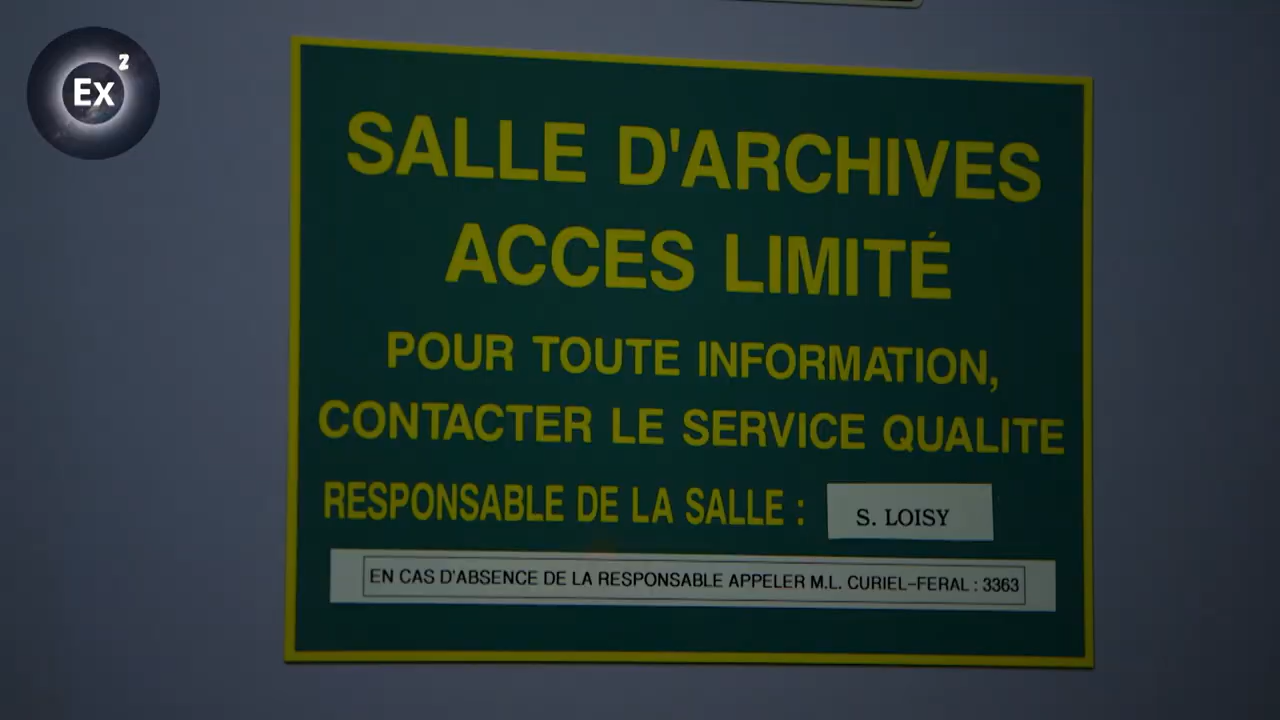 Ex²
SALLE D'ARCHIVES
ACCES LIMITÉ
POUR TOUTE INFORMATION,
CONTACTER LE SERVICE QUALITE
RESPONSABLE DE LA SALLE : S. LOISY
EN CAS D'ABSENCE DE LA RESPONSABLE APPELER M.L. CURIEL-FERAL : 3363